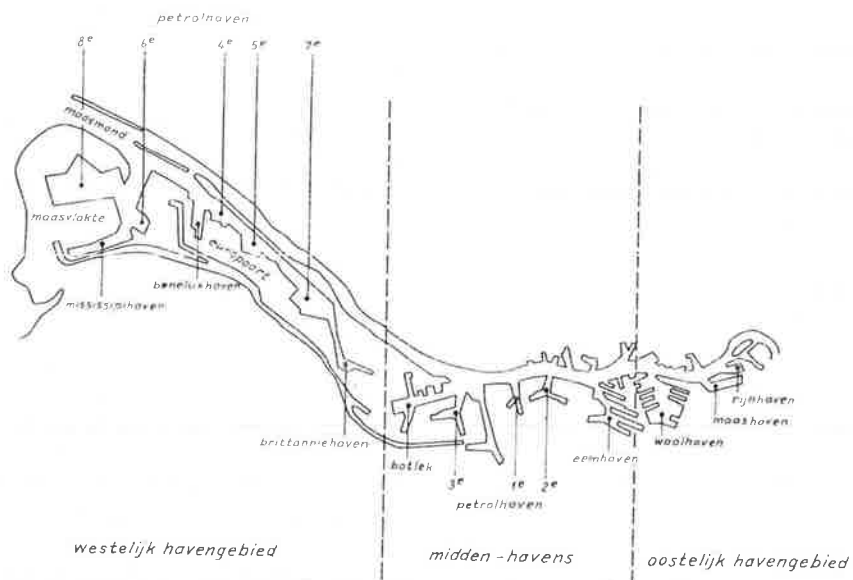 petrolhaven
8e 6e 4e 5e 7e
maasmond
maasvlakte
europoort
beneluxhaven
mississippihaven
rijnhaven
maashaven
brittanniehaven
botlek
waalhaven
eemhaven
3e 1e 2e
petrolhaven
westelijk havengebied
midden-havens
oostelijk havengebied